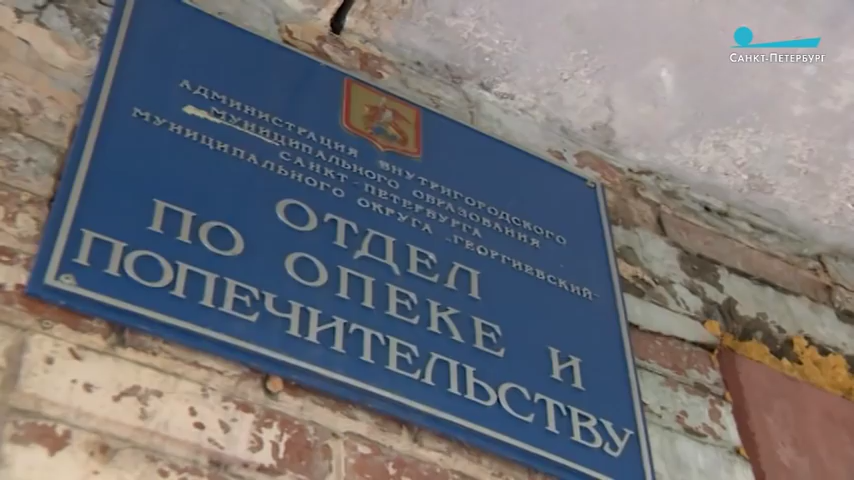 Санкт-Петербург
АДМИНИСТРАЦИЯ ВНУТРИГОРОДСКОГО
МУНИЦИПАЛЬНОГО ОБРАЗОВАНИЯ
САНКТ-ПЕТЕРБУРГА
МУНИЦИПАЛЬНОГО ОКРУГА "ГЕОРГИЕВСКИЙ"
ОТДЕЛ
ПО ОПЕКЕ И
ПОПЕЧИТЕЛЬСТВУ